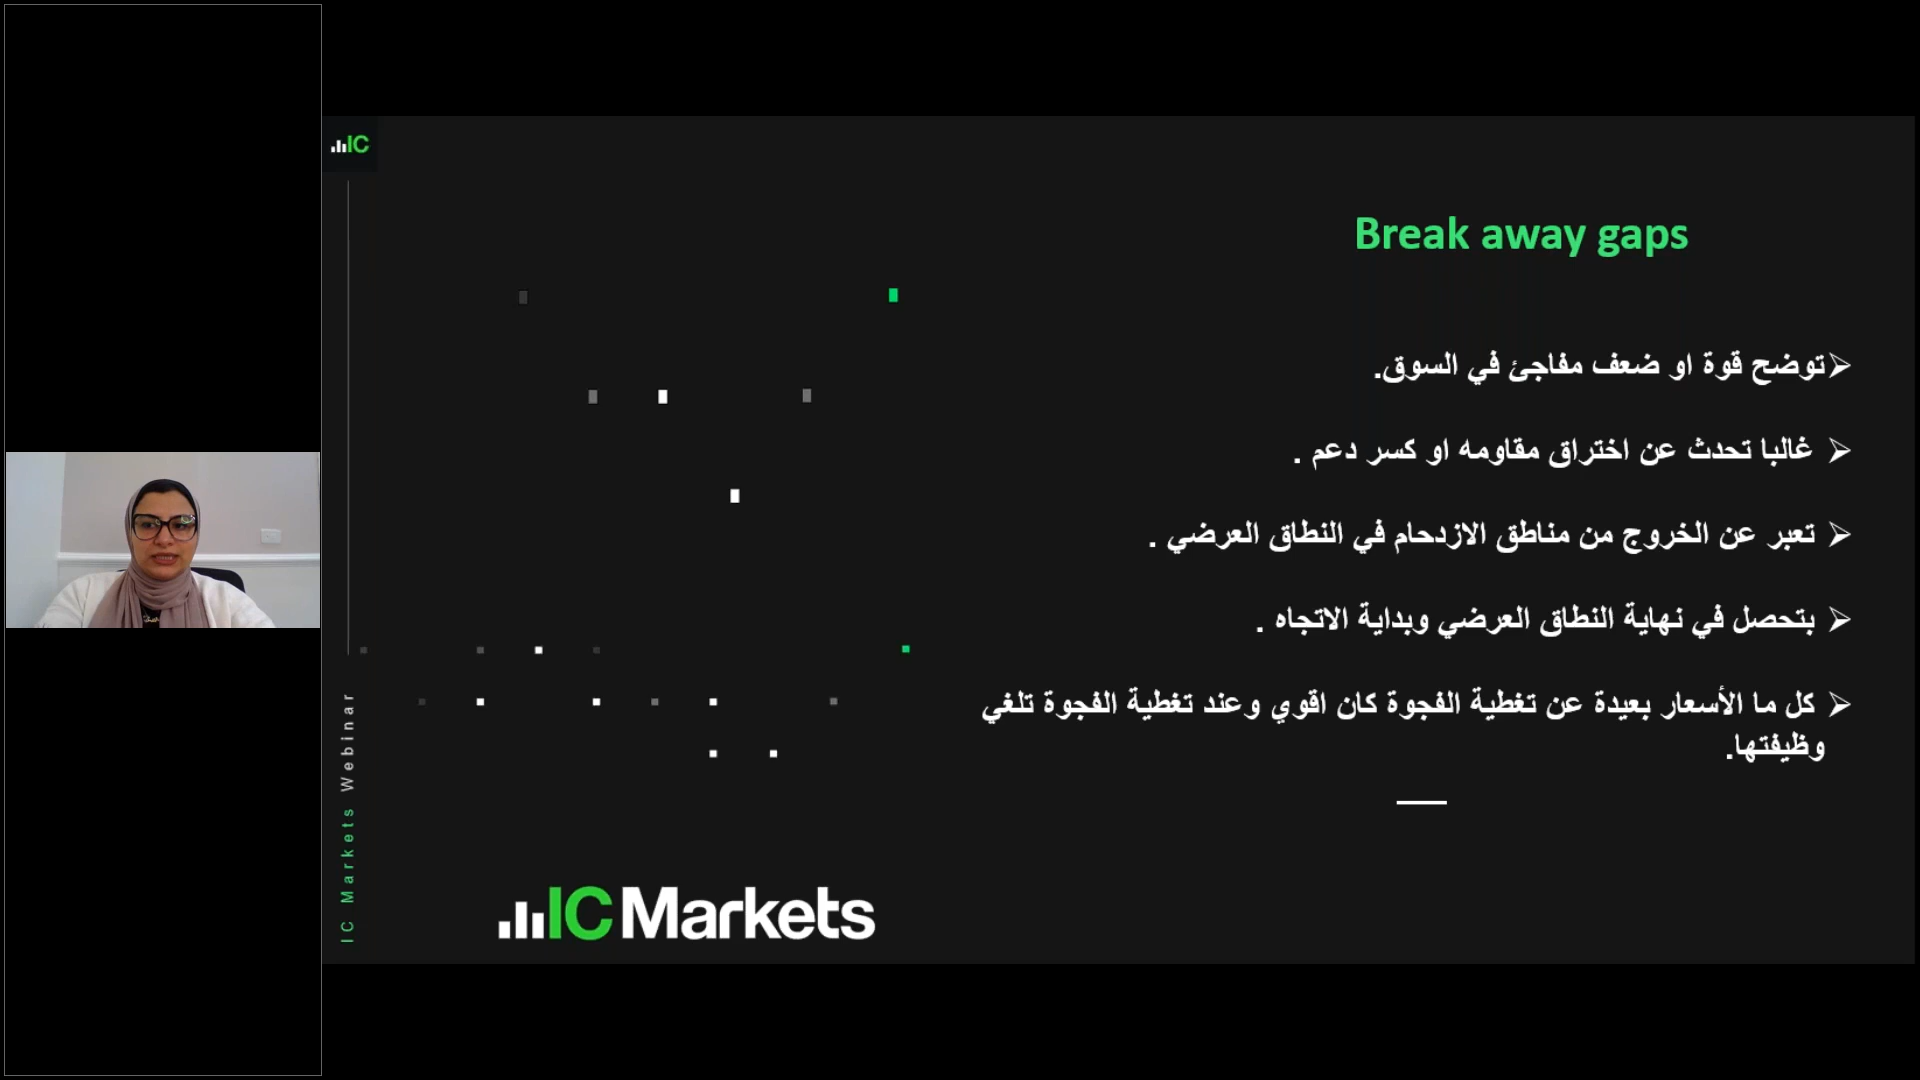 IC
Break away gaps
توضح قوة او ضعف مفاجئ في السوق.
غالبا تحدث عن اختراق مقاومه او كسر دعم .
تعبر عن الخروج من مناطق الازدحام في النطاق العرضي .
بتحصل في نهاية النطاق العرضي وبداية الاتجاه .
كل ما الأسعار بعيدة عن تغطية الفجوة كان اقوي وعند تغطية الفجوة تلغي
وظيفتها.
IC Markets Webinar
IC Markets